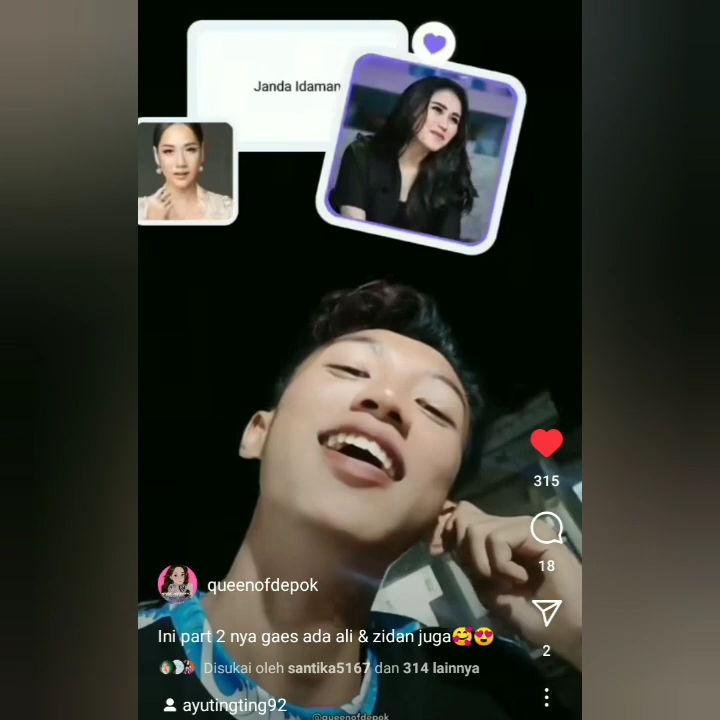 Janda Idaman
315
18
queenofdepok
2
Ini part 2 nya gaes ada ali & zidan juga🥰😍
Disukai oleh santika5167 dan 314 lainnya
ayutingting92
@queenofdepok